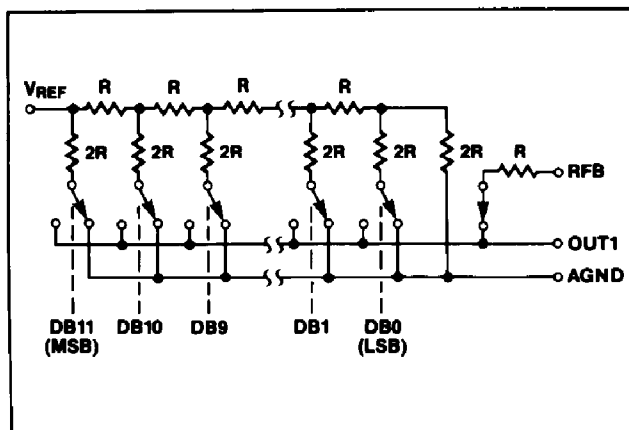 R R R R
VREF
2R 2R 2R 2R 2R 2R R RFB
OUT1
AGND
DB11 DB10 DB9 DB1 DB0
(MSB) (LSB)